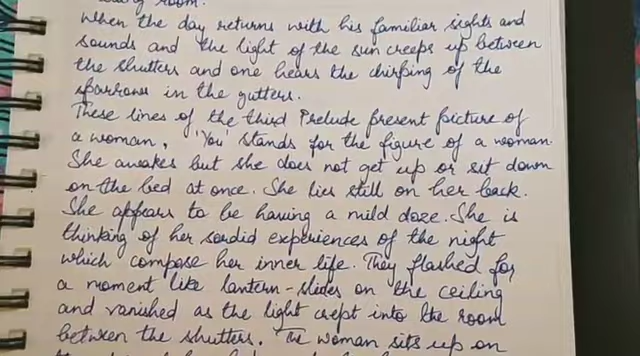 room.
When the day returns with his familiar sights and
sounds and the light of the sun creeps up between
the shutters and one hears the chirping of the
sparrows in the gutters.
These lines of the third Prelude present picture of
a woman. 'You' stands for the figure of a woman.
She awakes but she does not get up or sit down
on the bed at once. She lies still on her back.
She appears to be having a mild doze. She is
thinking of her sordid experiences of the night
which compose her inner life. They flashed for
a moment like lantern-slides on the ceiling
and vanished as the light crept into the room
between the shutters. The woman sits up on